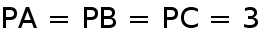 PA = PB = PC = 3